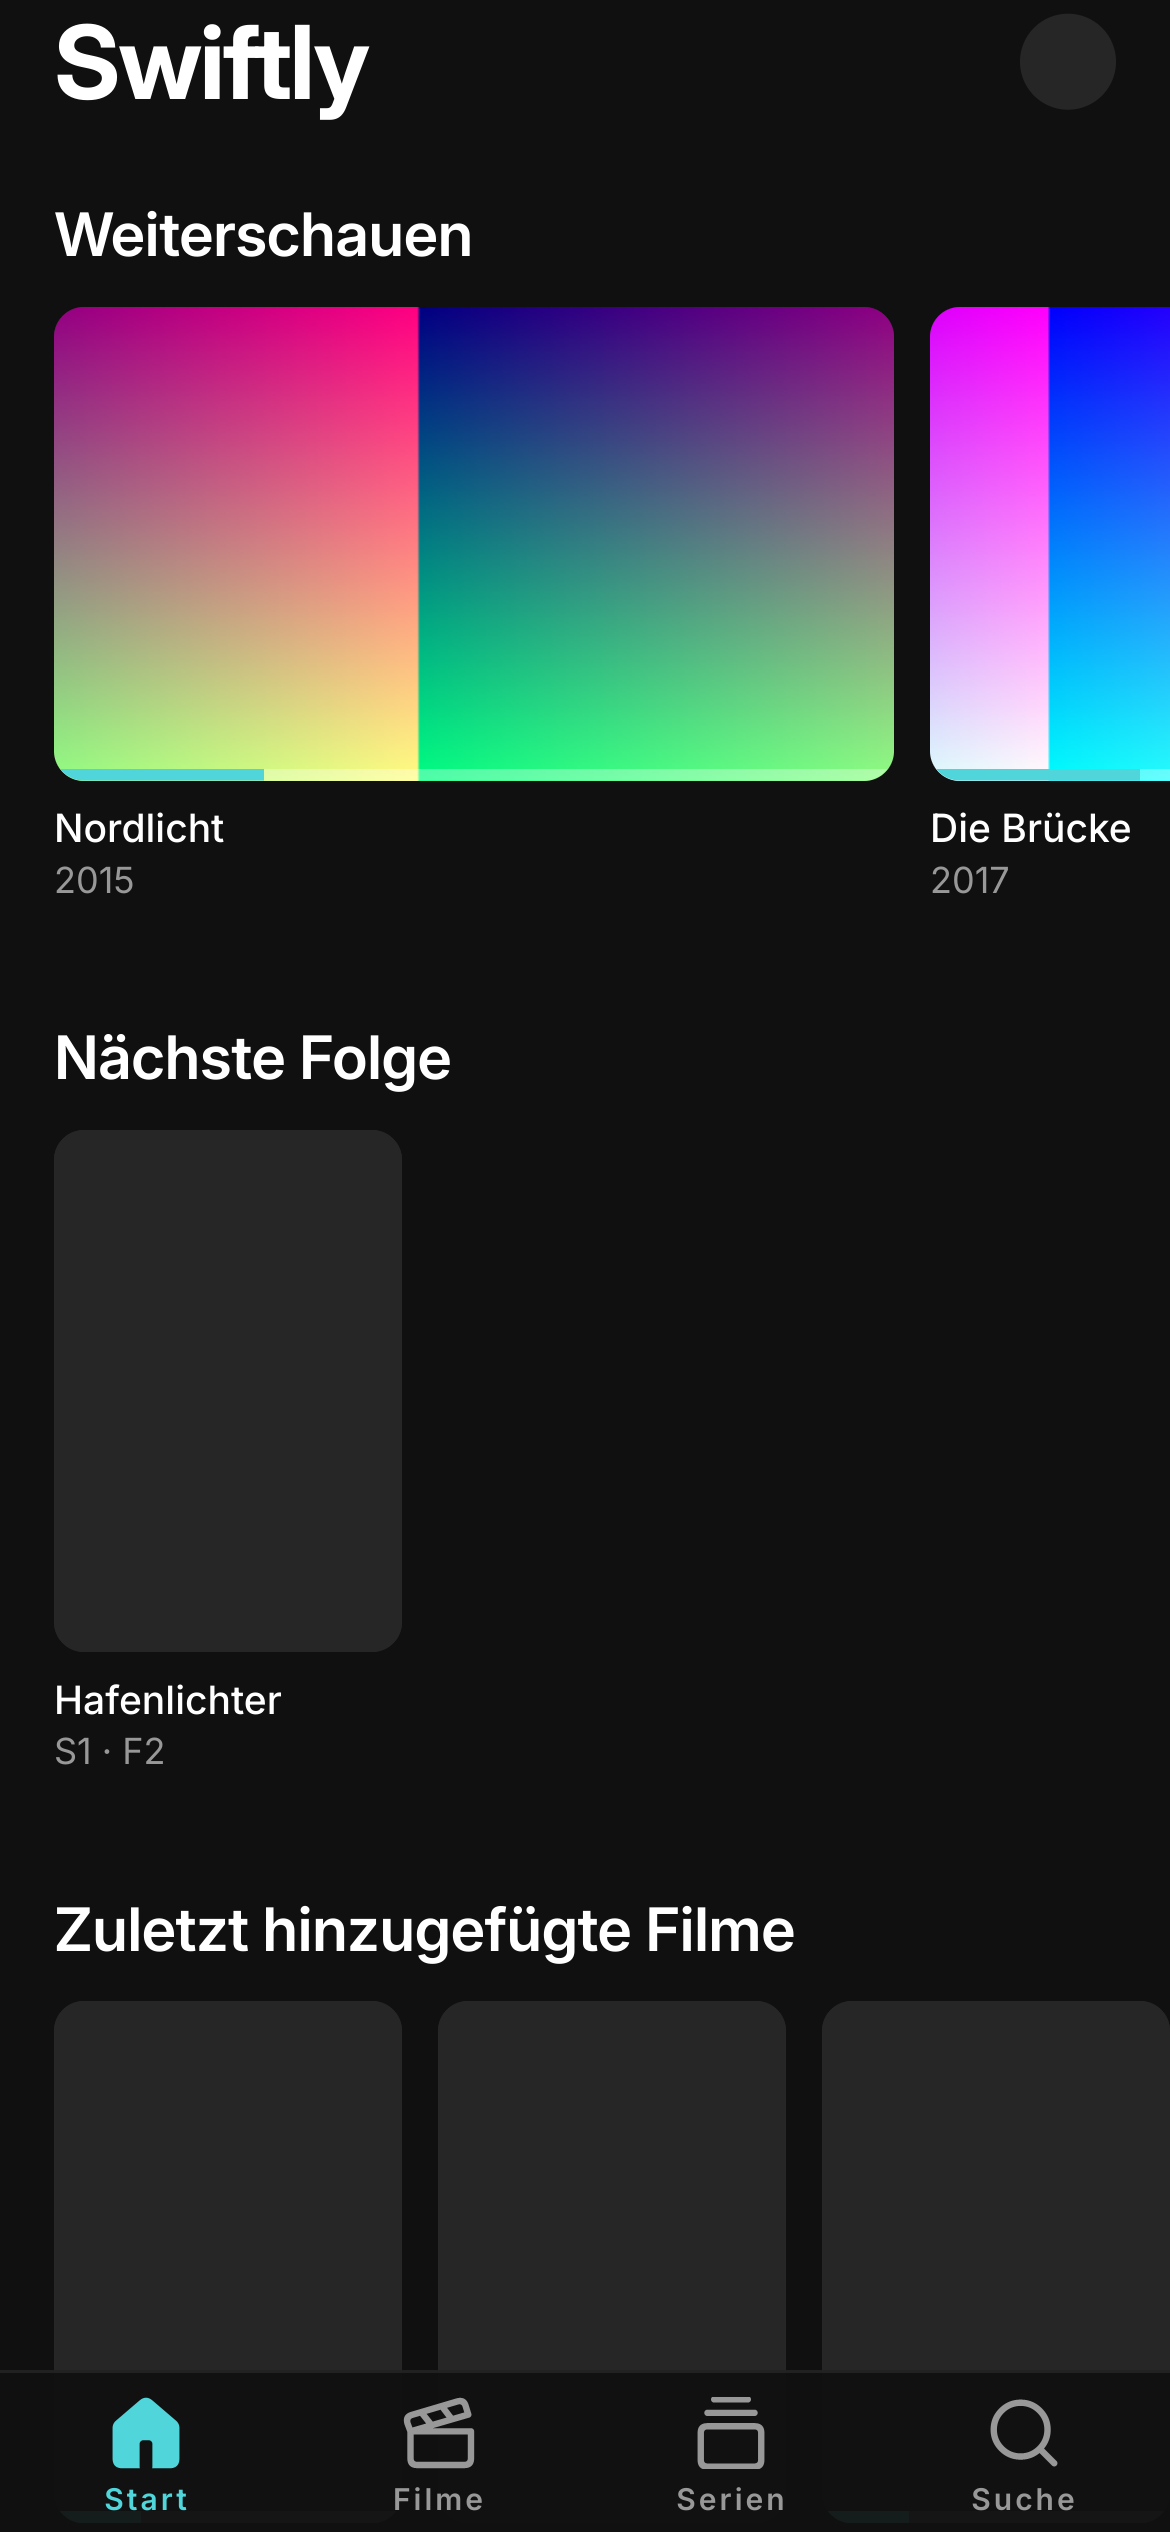 Swiftly
Weiterschauen
Nordlicht
2015
Die Brücke
2017
Nächste Folge
Hafenlichter
S1 · F2
Zuletzt hinzugefügte Filme
Start
Filme
Serien
Suche